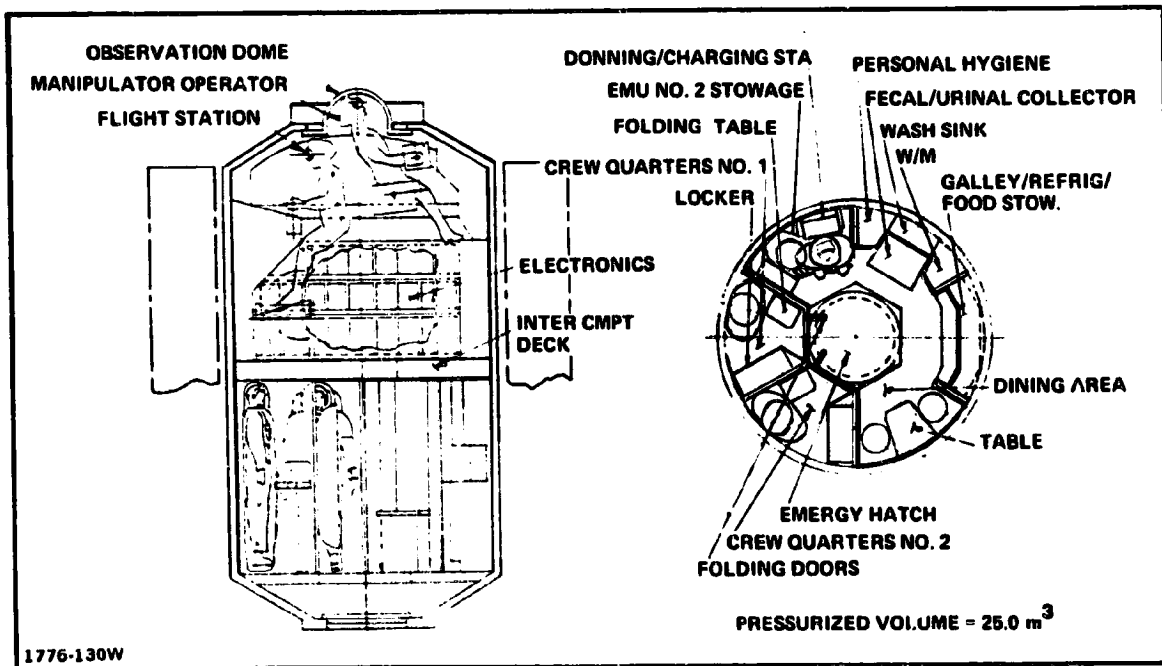 OBSERVATION DOME
MANIPULATOR OPERATOR
FLIGHT STATION
ELECTRONICS
INTER CMPT
DECK
DONNING/CHARGING STA
EMU NO. 2 STOWAGE
FOLDING TABLE
CREW QUARTERS NO. 1
LOCKER
PERSONAL HYGIENE
FECAL/URINAL COLLECTOR
WASH SINK
W/M
GALLEY/REFRIG/
FOOD STOW.
DINING AREA
TABLE
EMERGY HATCH
CREW QUARTERS NO. 2
FOLDING DOORS
PRESSURIZED VOLUME = 25.0 m³
1776-130W